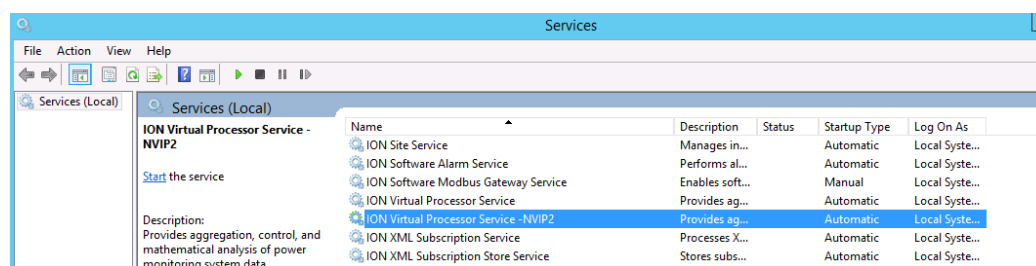 Services
File Action View Help
Services (Local)
Services (Local)
ION Virtual Processor Service -
NVIP2
Start the service
Description:
Provides aggregation, control, and
mathematical analysis of power
monitoring system data
Name Description Status Startup Type Log On As
ION Site Service Manages in... Automatic Local Syste...
ION Software Alarm Service Performs al... Automatic Local Syste...
ION Software Modbus Gateway Service Enables soft... Manual Local Syste...
ION Virtual Processor Service Provides ag... Automatic Local Syste...
ION Virtual Processor Service -NVIP2 Provides ag... Automatic Local Syste...
ION XML Subscription Service Processes X... Automatic Local Syste...
ION XML Subscription Store Service Stores subs... Automatic Local Syste...